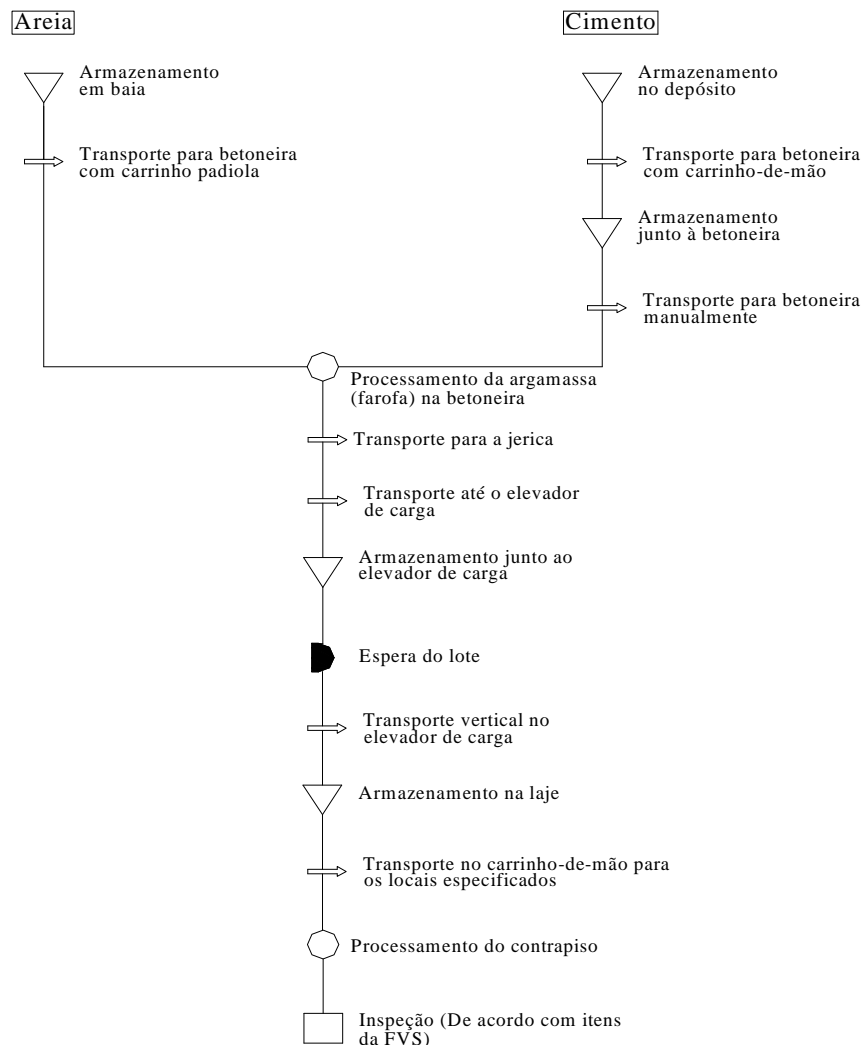 Areia
Armazenamento
em baia
Transporte para betoneira
com carrinho padiola
Cimento
Armazenamento
no depósito
Transporte para betoneira
com carrinho-de-mão
Armazenamento
junto à betoneira
Transporte para betoneira
manualmente
Processamento da argamassa
(farofa) na betoneira
Transporte para a jerica
Transporte até o elevador
de carga
Armazenamento junto ao
elevador de carga
Espera do lote
Transporte vertical no
elevador de carga
Armazenamento na laje
Transporte no carrinho-de-mão para
os locais especificados
Processamento do contrapiso
Inspeção (De acordo com itens
da FVS)